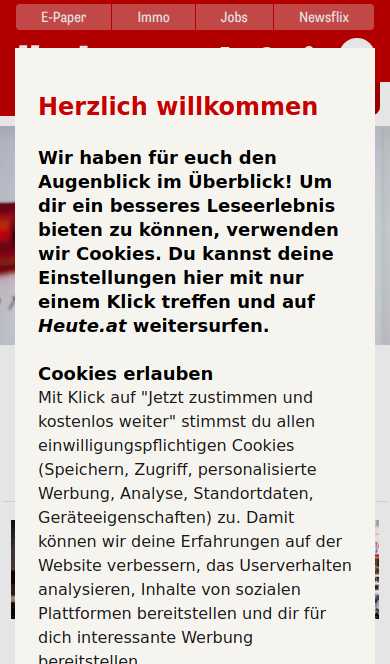 E-Paper Immo Jobs Newsflix
Herzlich willkommen
Wir haben für euch den
Augenblick im Überblick! Um
dir ein besseres Leseerlebnis
bieten zu können, verwenden
wir Cookies. Du kannst deine
Einstellungen hier mit nur
einem Klick treffen und auf
Heute.at weitersurfen.
Cookies erlauben
Mit Klick auf "Jetzt zustimmen und
kostenlos weiter" stimmst du allen
einwilligungspflichtigen Cookies
(Speichern, Zugriff, personalisierte
Werbung, Analyse, Standortdaten,
Geräteeigenschaften) zu. Damit
können wir deine Erfahrungen auf der
Website verbessern, das Userverhalten
analysieren, Inhalte von sozialen
Plattformen bereitstellen und dir für
dich interessante Werbung
bereitstellen.